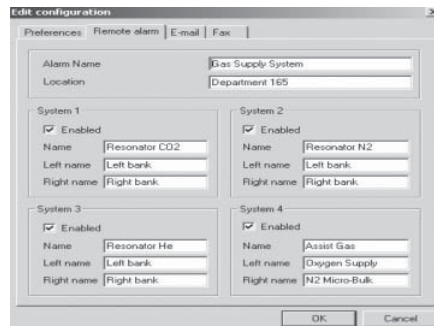 Edit configuration
Preferences Remote alarm E-mail Fax
Alarm Name Gas Supply System
Location Department 165
System 1
Enabled
Name Resonator CO2
Left name Left bank
Right name Right bank
System 2
Enabled
Name Resonator N2
Left name Left bank
Right name Right bank
System 3
Enabled
Name Resonator He
Left name Left bank
Right name Right bank
System 4
Enabled
Name Assist Gas
Left name Oxygen Supply
Right name N2 Micro-Bulk
OK Cancel